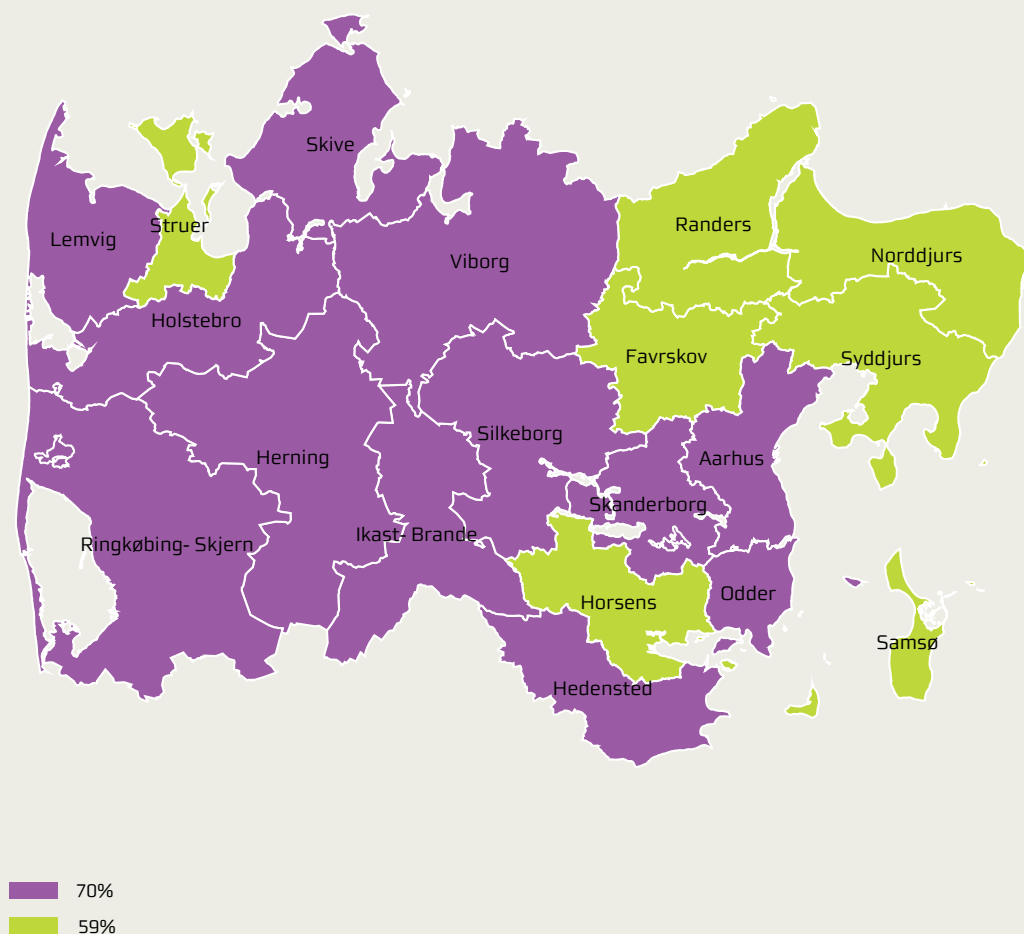 Skive
Randers
Struer
Lemvig
Norddjurs
Viborg
Holstebro
Favrskov
Syddjurs
Silkeborg
Herning
Aarhus
Skanderborg
Ikast- Brande
Ringkøbing- Skjern
Odder
Horsens
Samsø
Hedensted
70%
59%